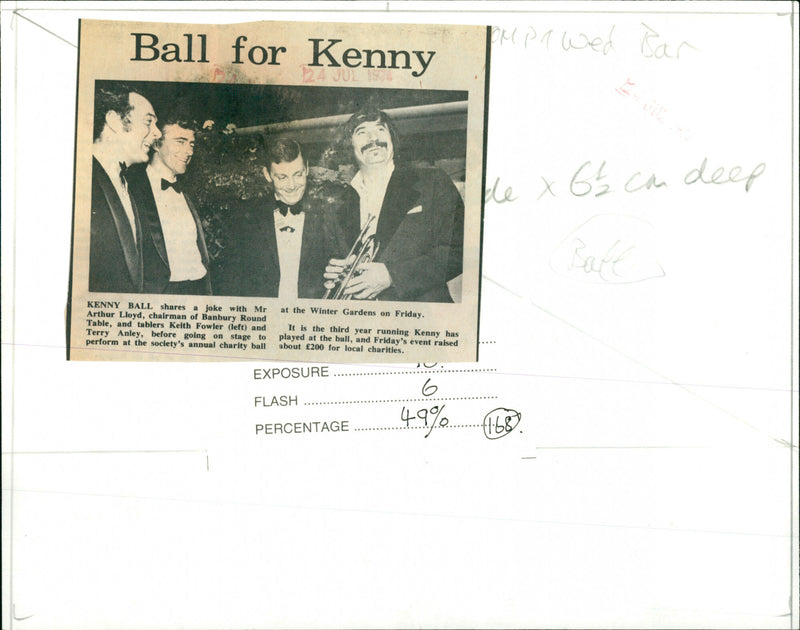 Ball for Kenny
24 JUL
Wed Bar
x 6½ cm deep
Ball
KENNY BALL shares a joke with Mr
Arthur Lloyd, chairman of Banbury Round
Table, and tablers Keith Fowler (left) and
Terry Anley, before going on stage to
perform at the society's annual charity ball
at the Winter Gardens on Friday.
It is the third year running Kenny has
played at the ball, and Friday's event raised
about £200 for local charities.
EXPOSURE
FLASH 6
PERCENTAGE 49% 168